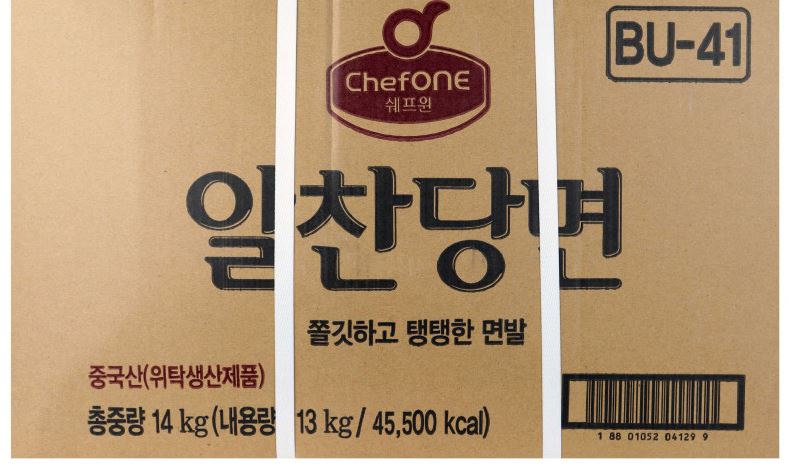 BU-41
ChefONE
쉐프원
알찬당면
쫄깃하고 탱탱한 면발
중국산(위탁생산제품)
총중량 14 kg (내용량 13 kg / 45,500 kcal)
1 88 01052 04129 9